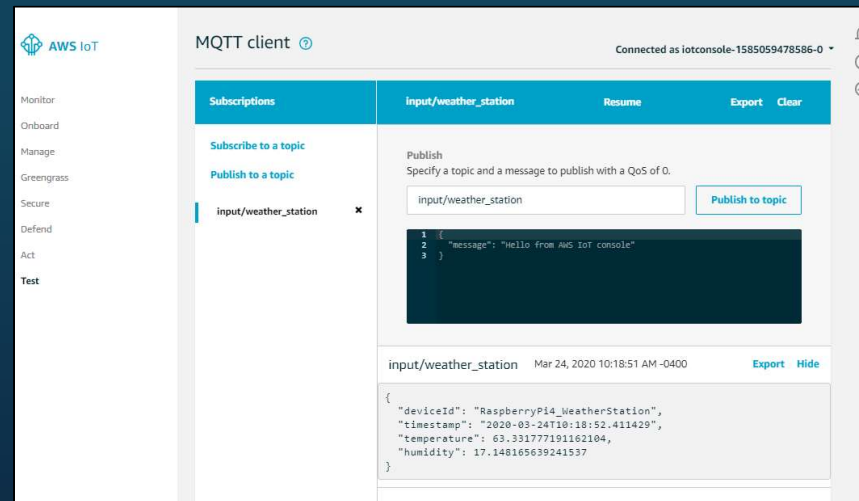 AWS IoT
MQTT client
Connected as iotconsole-1585059478586-0
Monitor
Onboard
Manage
Greengrass
Secure
Defend
Act
Test
Subscriptions
input/weather_station
Resume
Export
Clear
Subscribe to a topic
Publish to a topic
input/weather_station
Publish
Specify a topic and a message to publish with a QoS of 0.
input/weather_station
Publish to topic
1 {
2 "message": "Hello from AWS IoT console"
3 }
input/weather_station
Mar 24, 2020 10:18:51 AM -0400
Export
Hide
{
"deviceId": "RaspberryPi4_WeatherStation",
"timestamp": "2020-03-24T10:18:52.411429",
"temperature": 63.331777191162104,
"humidity": 17.148165639241537
}